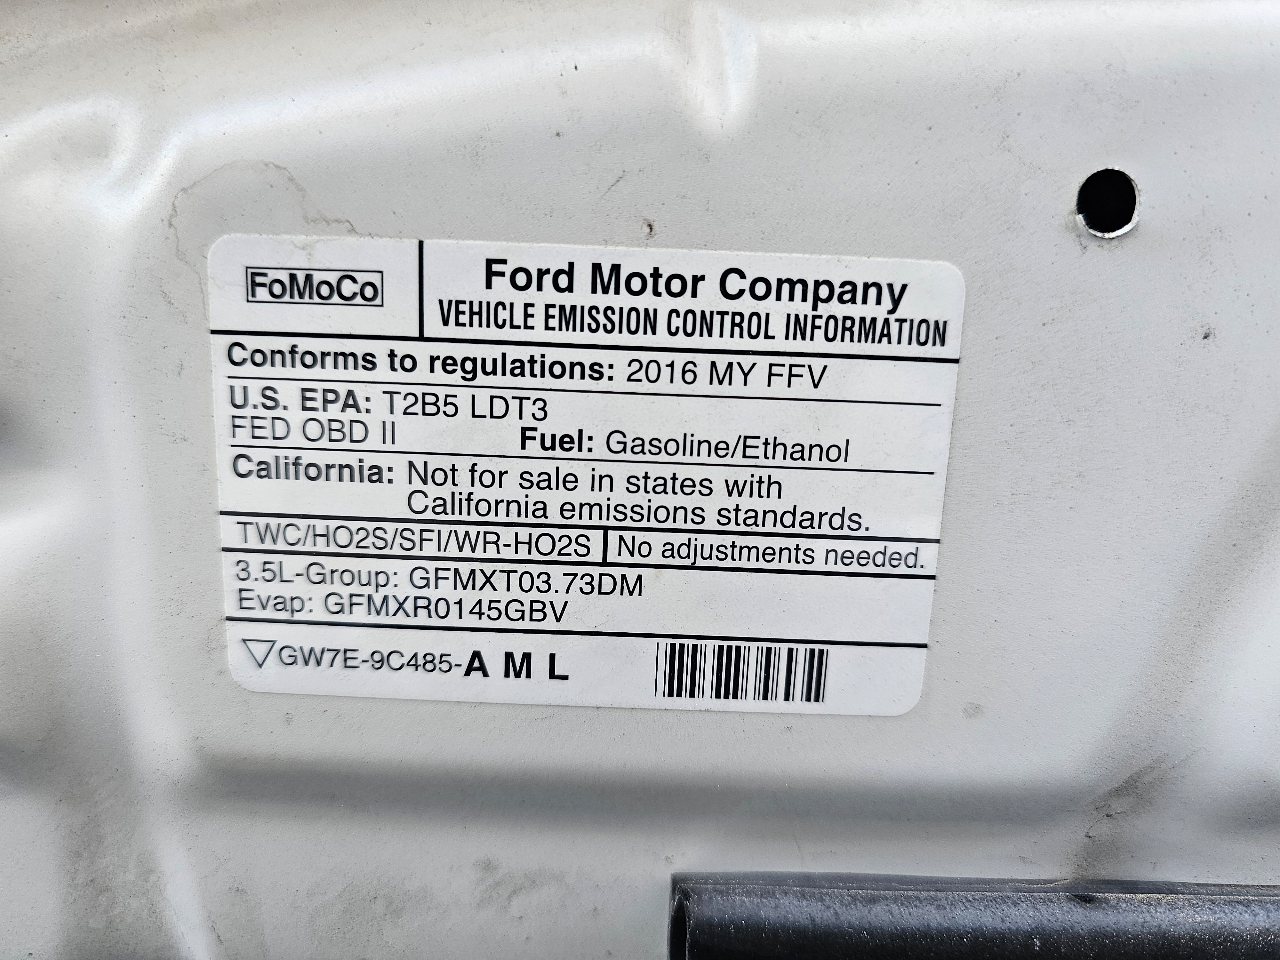 FoMoCo
Ford Motor Company
VEHICLE EMISSION CONTROL INFORMATION
Conforms to regulations: 2016 MY FFV
U.S. EPA: T2B5 LDT3
FED OBD II Fuel: Gasoline/Ethanol
California: Not for sale in states with
California emissions standards.
TWC/HO2S/SFI/WR-HO2S No adjustments needed.
3.5L-Group: GFMXT03.73DM
Evap: GFMXR0145GBV
GW7E-9C485-A M L